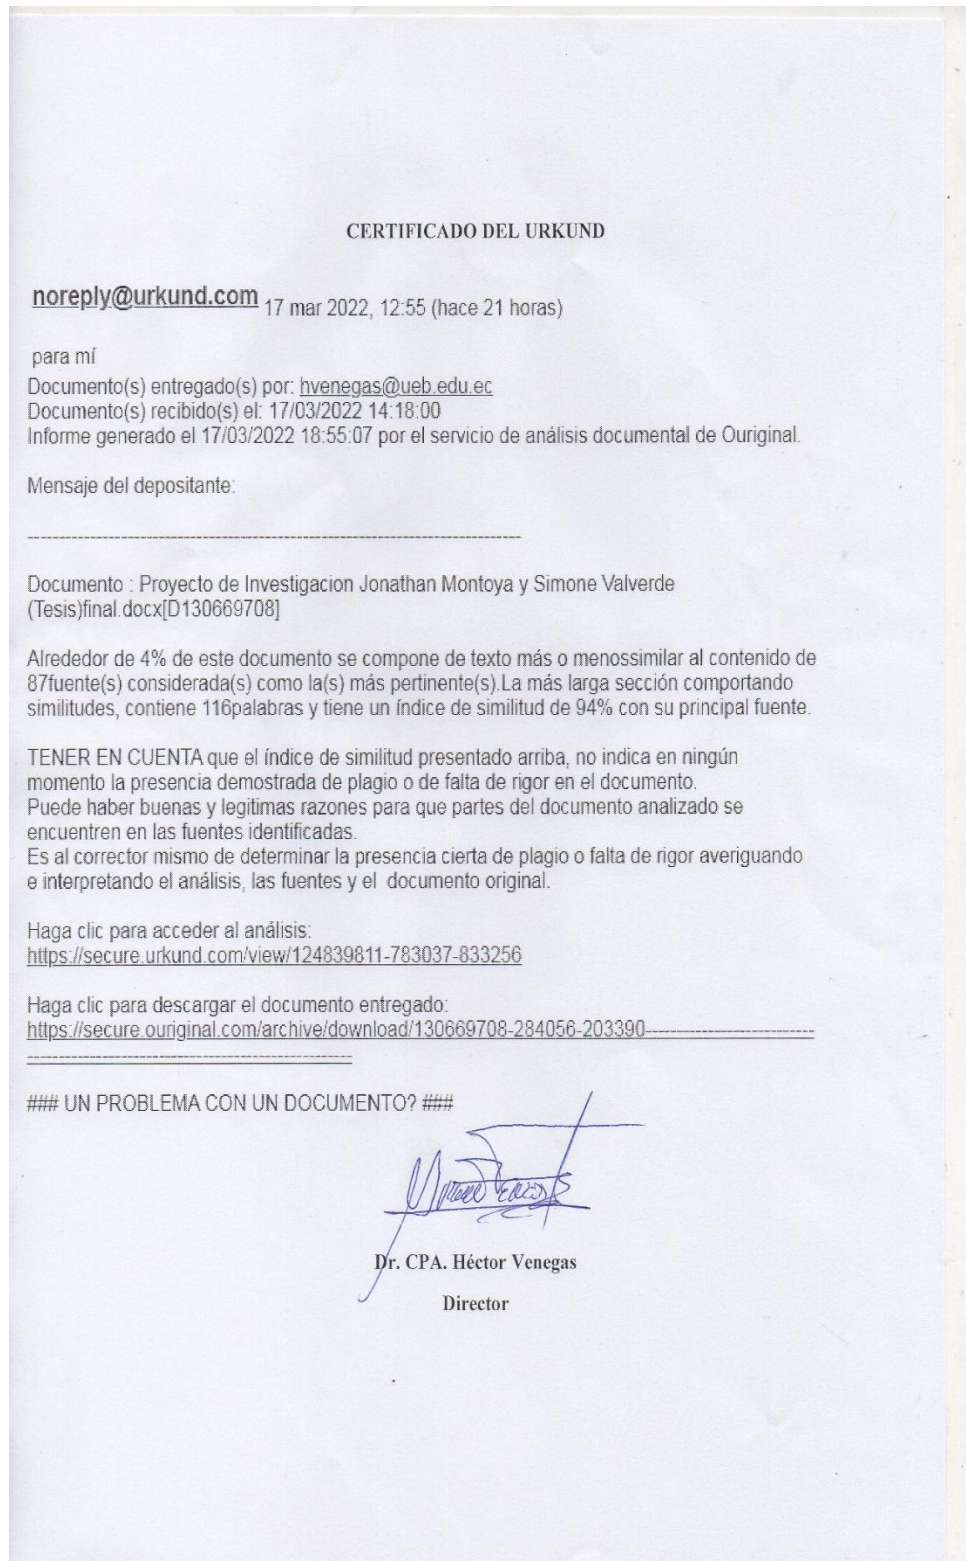 CERTIFICADO DEL URKUND
noreply@urkund.com 17 mar 2022, 12:55 (hace 21 horas)
para mí
Documento(s) entregado(s) por: hvenegas@ueb.edu.ec
Documento(s) recibido(s) el: 17/03/2022 14:18:00
Informe generado el 17/03/2022 18:55:07 por el servicio de análisis documental de Ouriginal.
Mensaje del depositante:
--------------------------------------------------------------------------------
Documento : Proyecto de Investigacion Jonathan Montoya y Simone Valverde
(Tesis)final.docx[D130669708]
Alrededor de 4% de este documento se compone de texto más o menossimilar al contenido de
87fuente(s) considerada(s) como la(s) más pertinente(s).La más larga sección comportando
similitudes, contiene 116palabras y tiene un índice de similitud de 94% con su principal fuente.
TENER EN CUENTA que el índice de similitud presentado arriba, no indica en ningún
momento la presencia demostrada de plagio o de falta de rigor en el documento.
Puede haber buenas y legitimas razones para que partes del documento analizado se
encuentren en las fuentes identificadas.
Es al corrector mismo de determinar la presencia cierta de plagio o falta de rigor averiguando
e interpretando el análisis, las fuentes y el documento original.
Haga clic para acceder al análisis:
https://secure.urkund.com/view/124839811-783037-833256
Haga clic para descargar el documento entregado:
https://secure.ouriginal.com/archive/download/130669708-284056-203390---------------------------
----------------------------------------------------
### UN PROBLEMA CON UN DOCUMENTO? ###
Dr. CPA. Héctor Venegas
Director